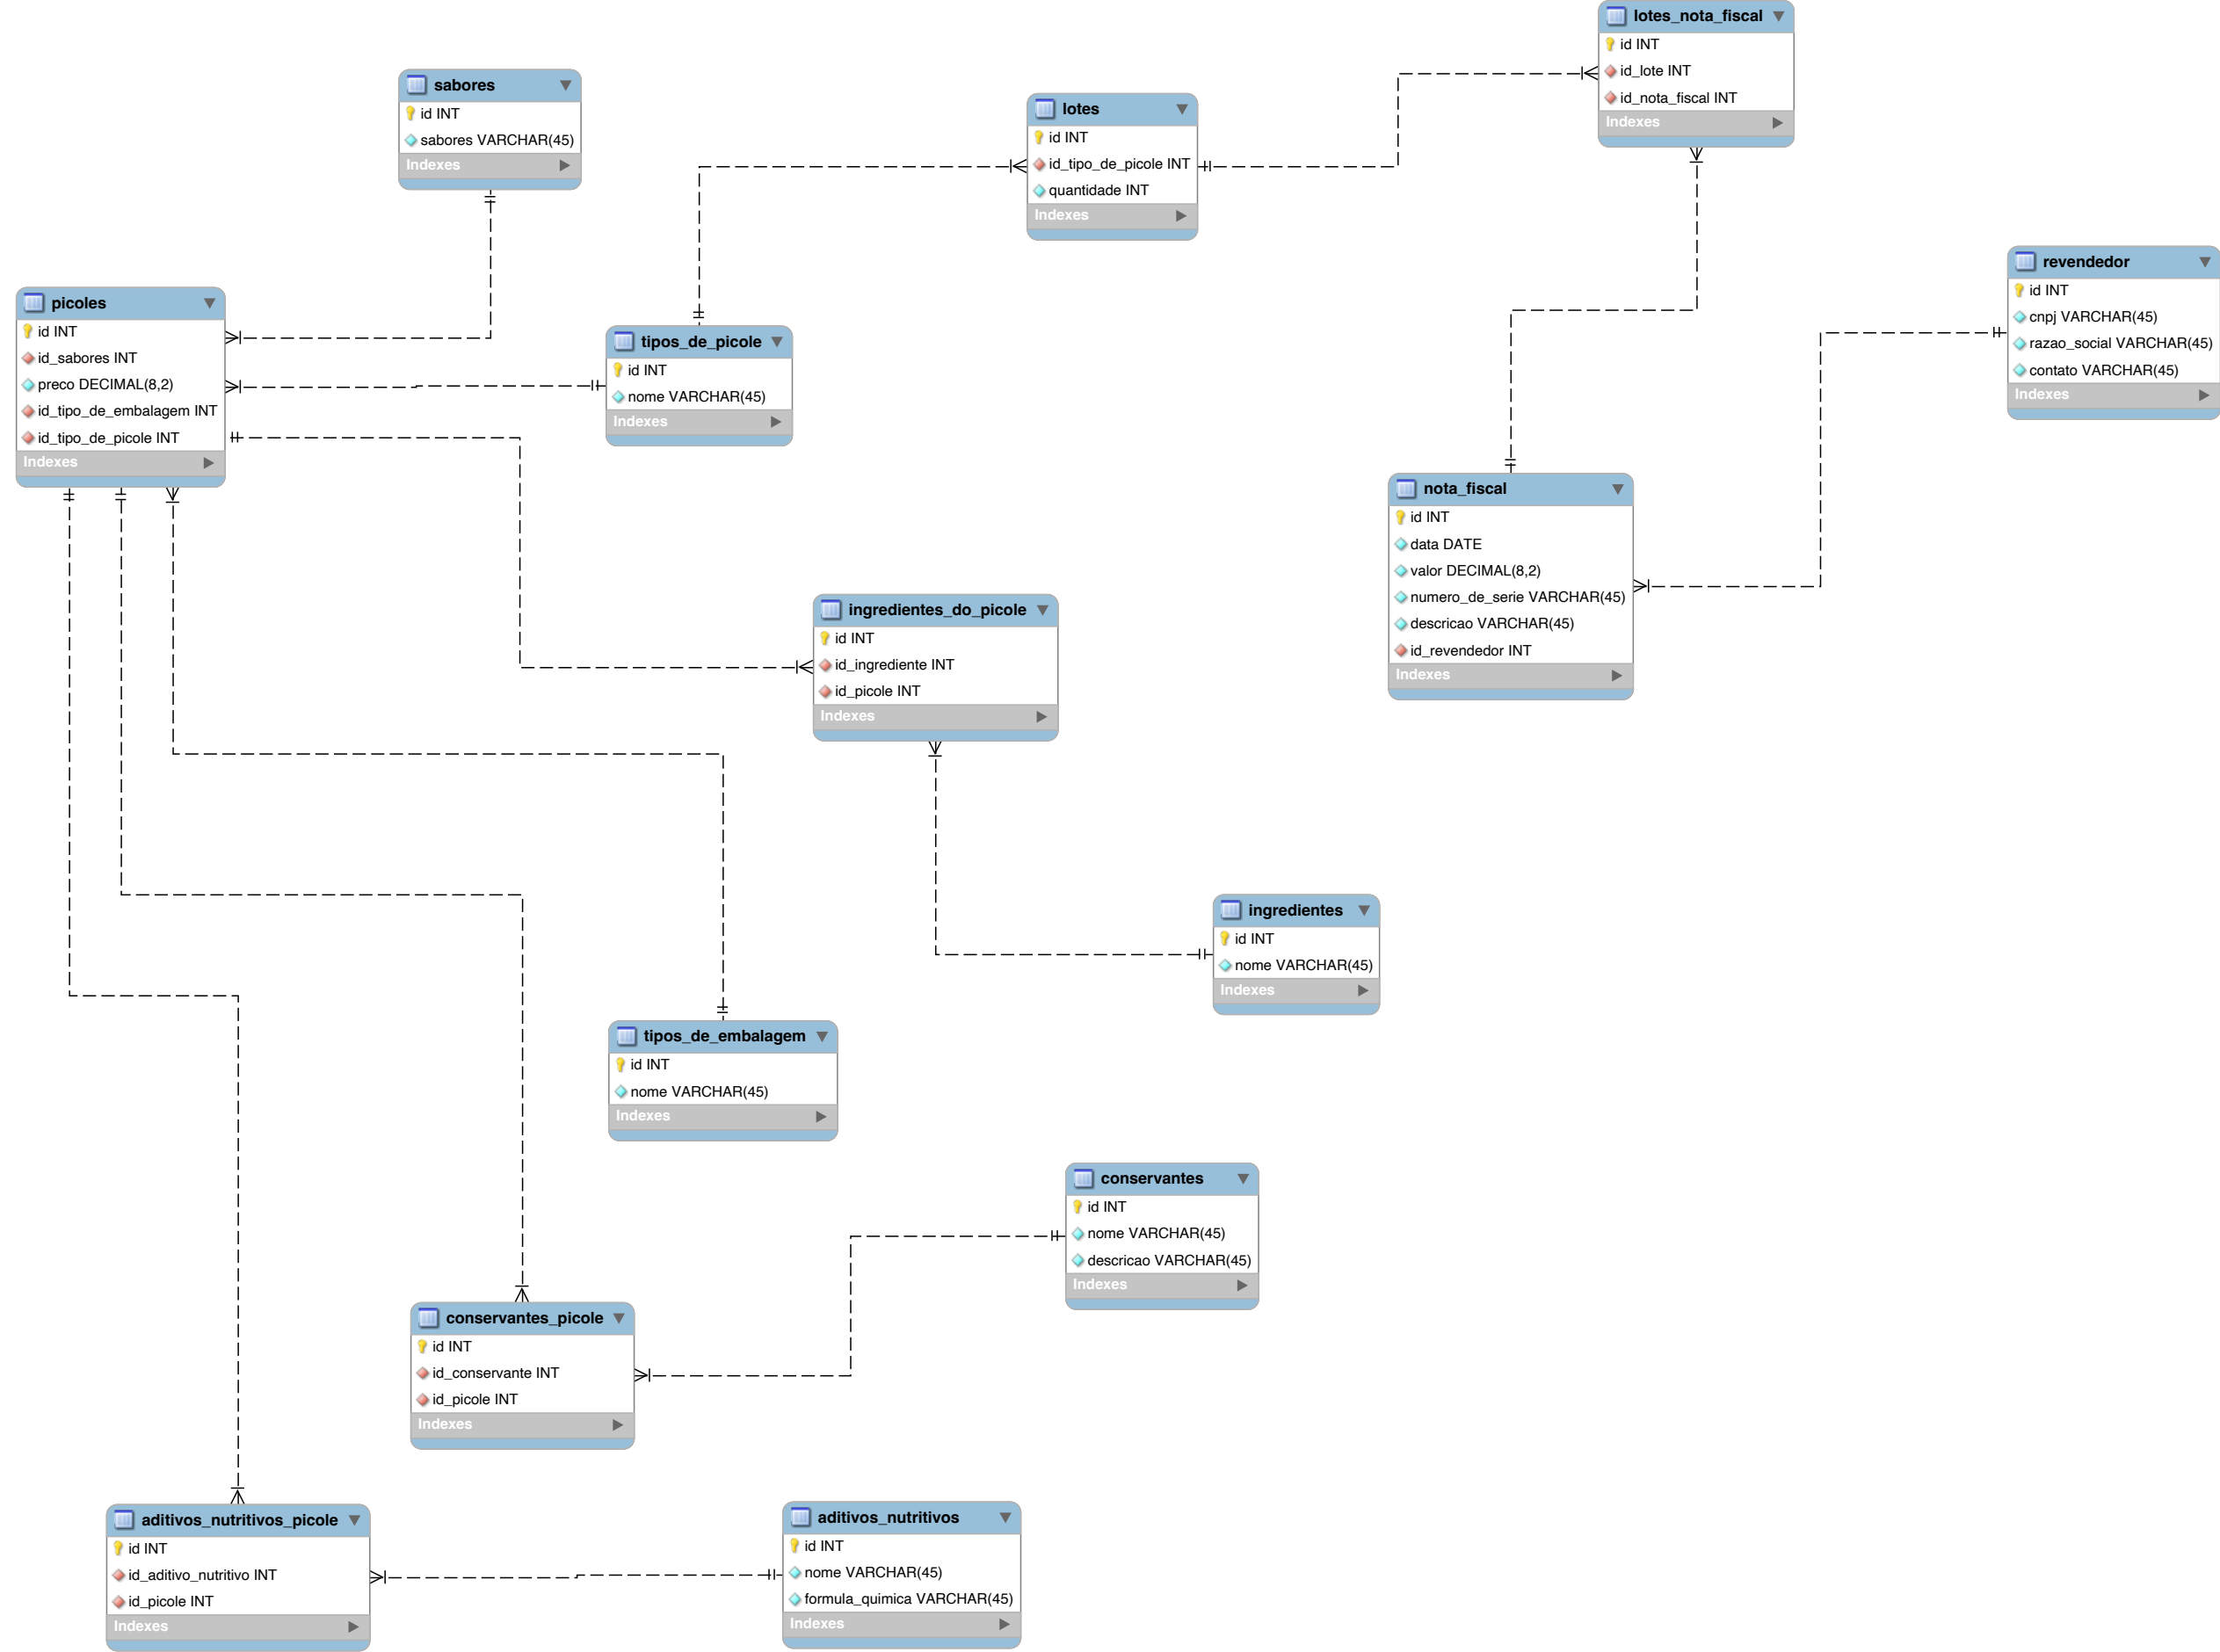 lotes_nota_fiscal
id INT
id_lote INT
id_nota_fiscal INT
Indexes
sabores
id INT
sabores VARCHAR(45)
Indexes
lotes
id INT
id_tipo_de_picole INT
quantidade INT
Indexes
revendedor
id INT
cnpj VARCHAR(45)
razao_social VARCHAR(45)
contato VARCHAR(45)
Indexes
picoles
id INT
id_sabores INT
preco DECIMAL(8,2)
id_tipo_de_embalagem INT
id_tipo_de_picole INT
Indexes
tipos_de_picole
id INT
nome VARCHAR(45)
Indexes
nota_fiscal
id INT
data DATE
valor DECIMAL(8,2)
numero_de_serie VARCHAR(45)
descricao VARCHAR(45)
id_revendedor INT
Indexes
ingredientes_do_picole
id INT
id_ingrediente INT
id_picole INT
Indexes
ingredientes
id INT
nome VARCHAR(45)
Indexes
tipos_de_embalagem
id INT
nome VARCHAR(45)
Indexes
conservantes
id INT
nome VARCHAR(45)
descricao VARCHAR(45)
Indexes
conservantes_picole
id INT
id_conservante INT
id_picole INT
Indexes
aditivos_nutritivos_picole
id INT
id_aditivo_nutritivo INT
id_picole INT
Indexes
aditivos_nutritivos
id INT
nome VARCHAR(45)
formula_quimica VARCHAR(45)
Indexes